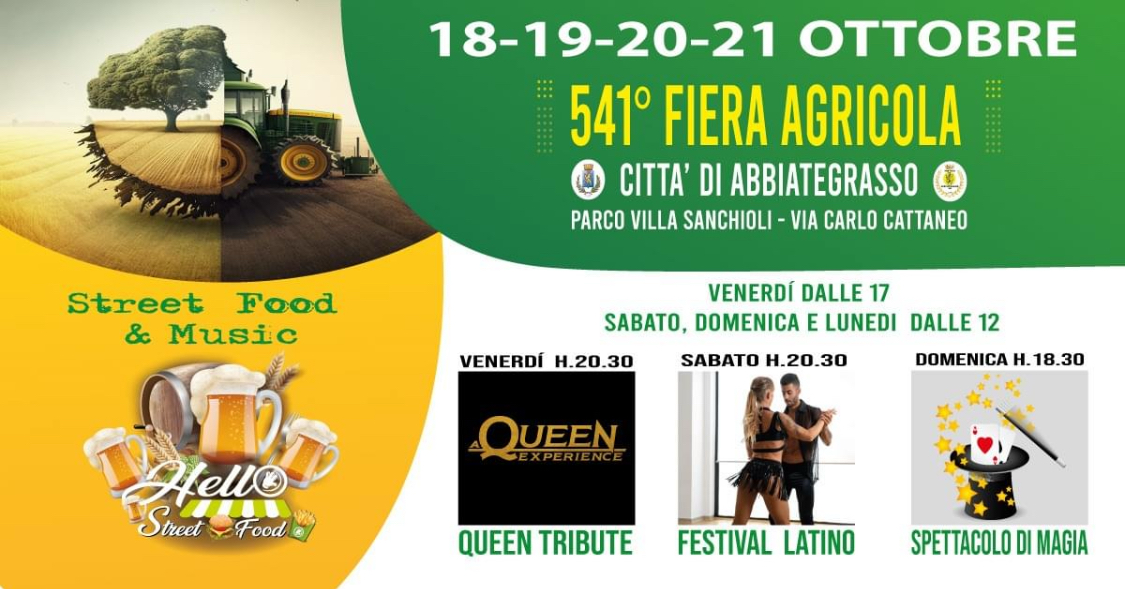 18-19-20-21 OTTOBRE
541° FIERA AGRICOLA
CITTA' DI ABBIATEGRASSO
PARCO VILLA SANCHIOLI - VIA CARLO CATTANEO
Street Food
& Music
Hello
Street Food
VENERDÍ DALLE 17
SABATO, DOMENICA E LUNEDI DALLE 12
VENERDÍ H.20.30
A QUEEN
EXPERIENCE
QUEEN TRIBUTE
SABATO H.20.30
FESTIVAL LATINO
DOMENICA H.18.30
SPETTACOLO DI MAGIA